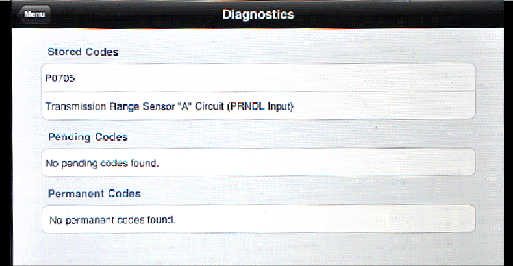 Menu
Diagnostics
Stored Codes
P0705
Transmission Range Sensor "A" Circuit (PRNDL Input)
Pending Codes
No pending codes found.
Permanent Codes
No permanent codes found.